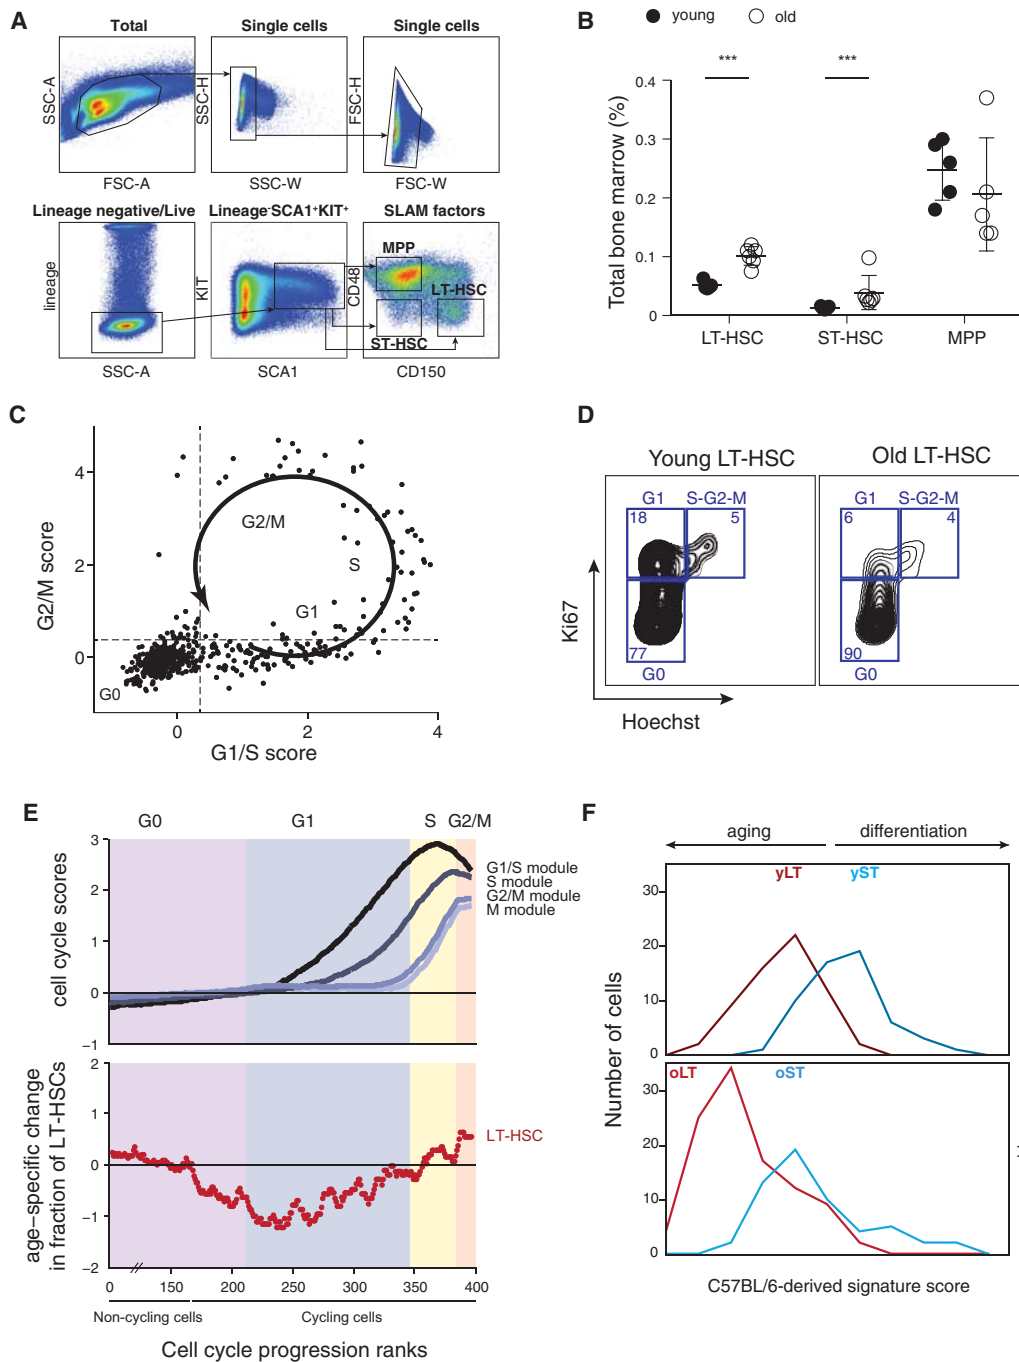 A
Total
Single cells
Single cells
SSC-A
SSC-H
FSC-H
FSC-A
SSC-W
FSC-W
Lineage negative/Live
Lineage-SCA1+KIT+
SLAM factors
lineage
KIT
CD48
MPP
LT-HSC
ST-HSC
SSC-A
SCA1
CD150
B
young
old
***
***
Total bone marrow (%)
0.4
0.3
0.2
0.1
0
LT-HSC
ST-HSC
MPP
C
G2/M score
4
2
0
G2/M
S
G1
G0
0
2
4
G1/S score
D
Young LT-HSC
Old LT-HSC
G1
S-G2-M
18
5
77
G0
G1
S-G2-M
6
4
90
G0
Ki67
Hoechst
E
G0
G1
S
G2/M
cell cycle scores
3
2
1
0
−1
G1/S module
S module
G2/M module
M module
age−specific change
in fraction of LT-HSCs
2
1
0
−1
−2
LT-HSC
0
150
200
250
300
350
400
Non-cycling cells
Cycling cells
Cell cycle progression ranks
F
aging
differentiation
yLT
yST
30
20
10
0
Number of cells
oLT
oST
30
20
10
0
C57BL/6-derived signature score